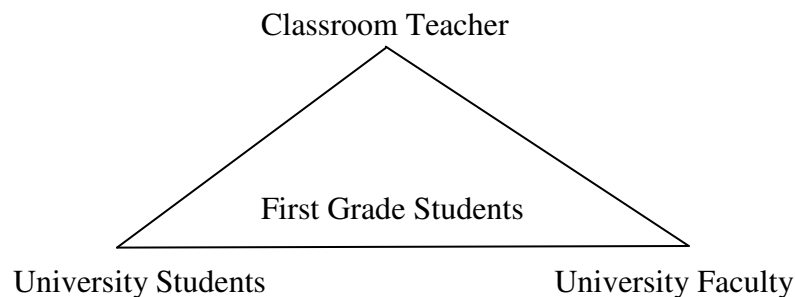 Classroom Teacher
First Grade Students
University Students
University Faculty